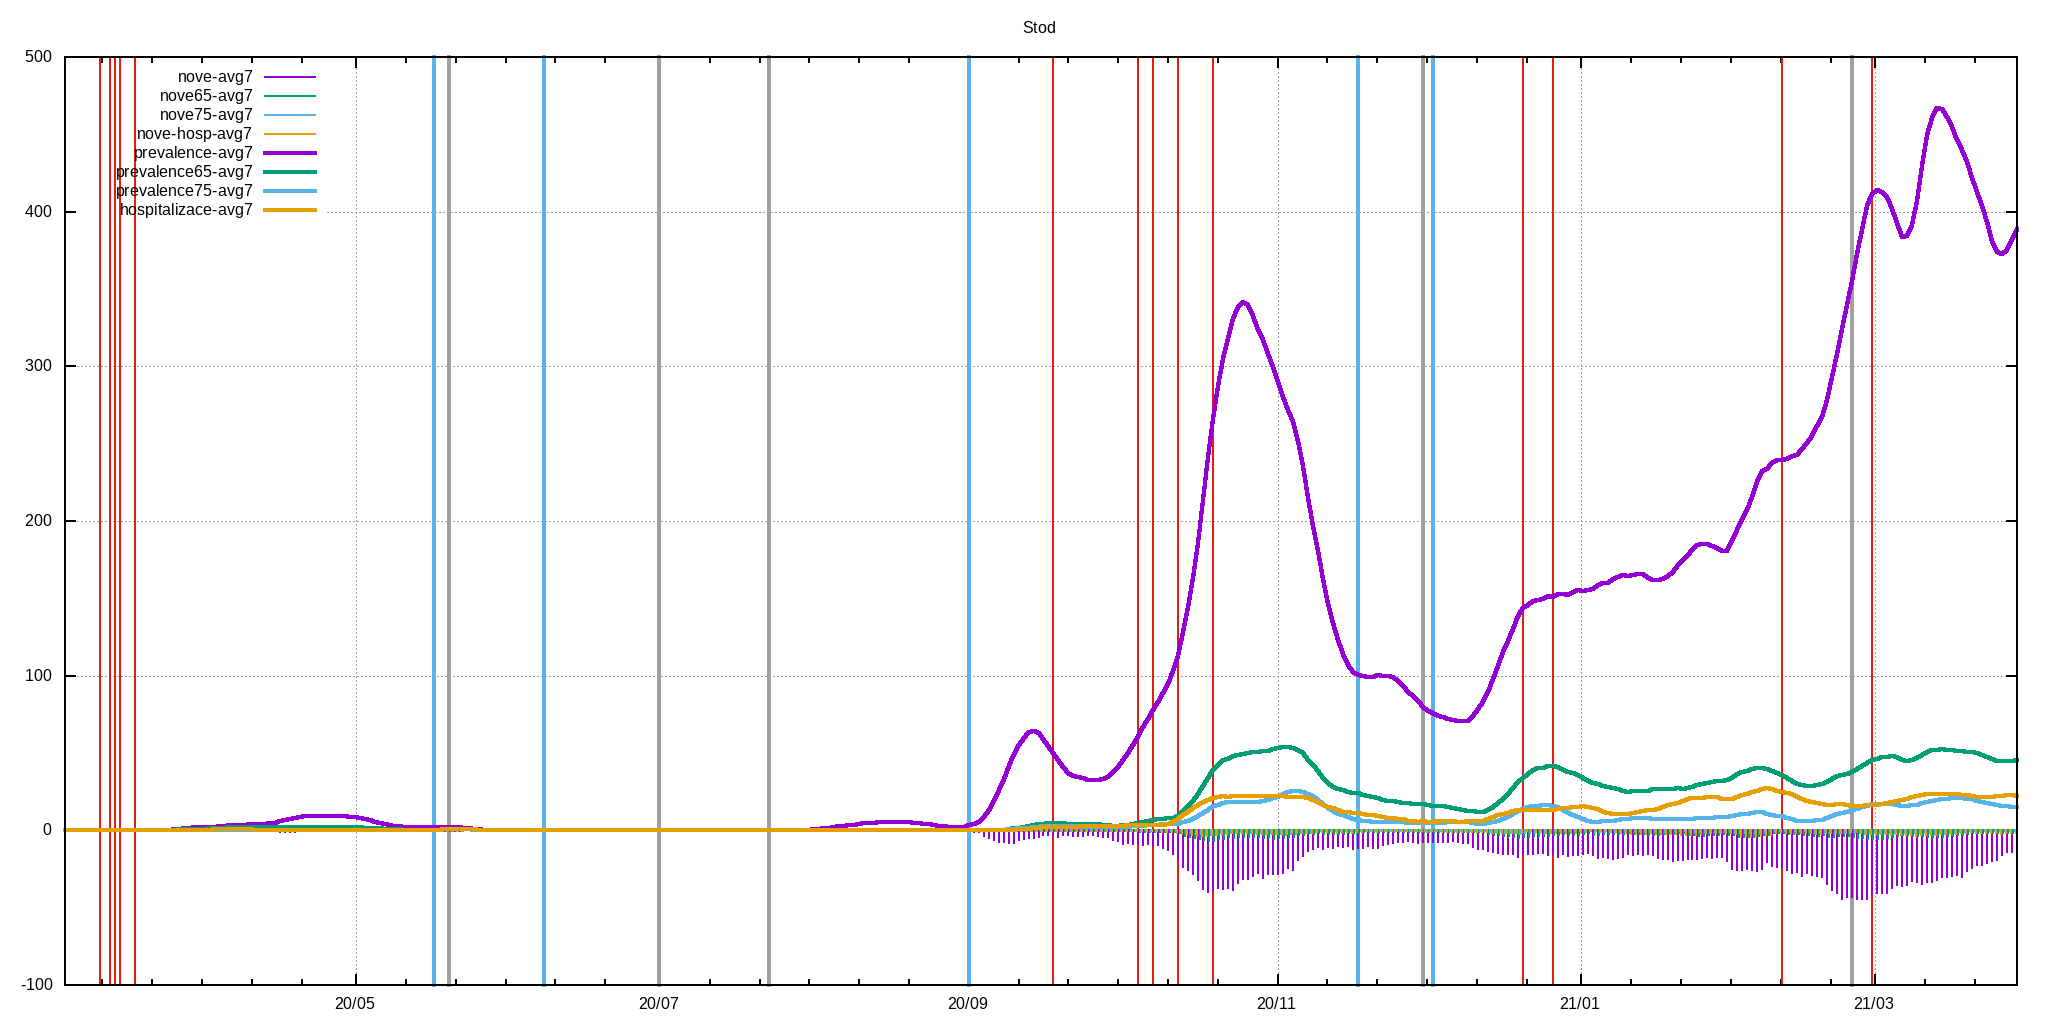 Stod
500
400
300
200
100
0
-100
nove-avg7
nove65-avg7
nove75-avg7
nove-hosp-avg7
prevalence-avg7
prevalence65-avg7
prevalence75-avg7
hospitalizace-avg7
20/05 20/07 20/09 20/11 21/01 21/03